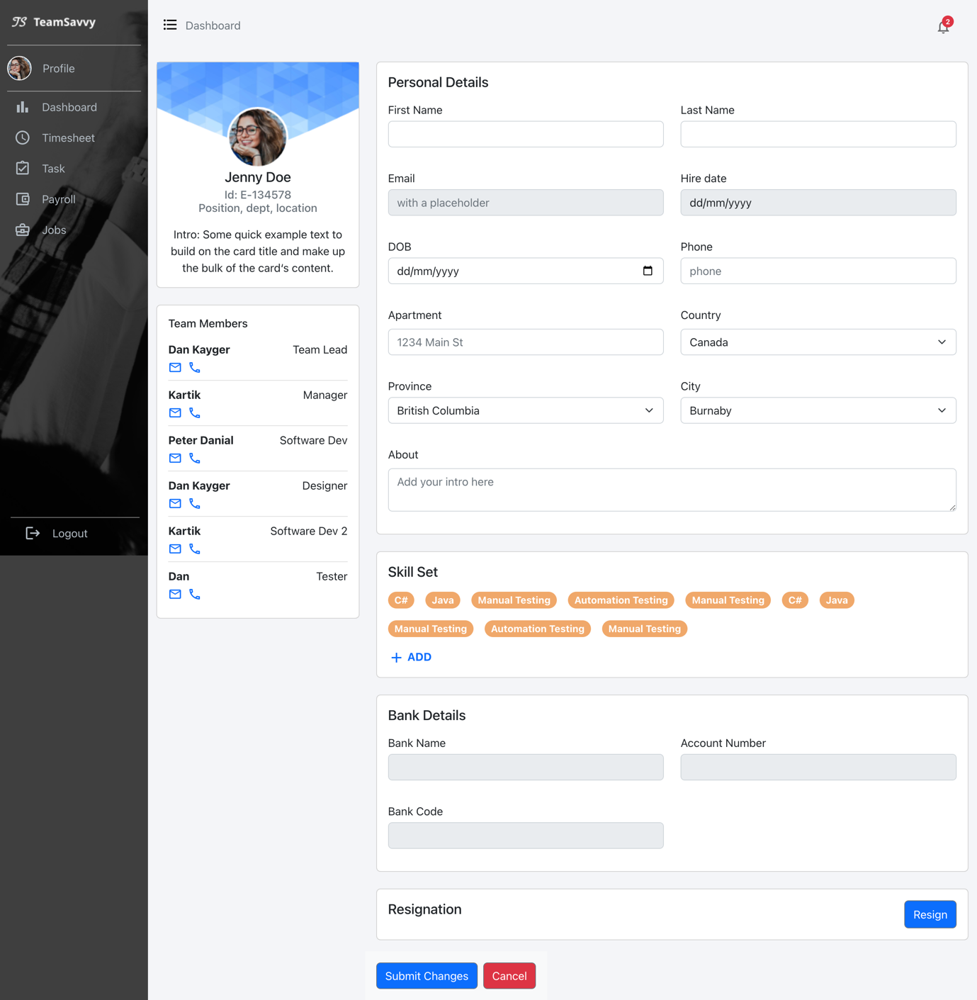 TS TeamSavvy
Profile
Dashboard
Timesheet
Task
Payroll
Jobs
Logout
Dashboard
2
Jenny Doe
Id: E-134578
Position, dept, location
Intro: Some quick example text to
build on the card title and make up
the bulk of the card's content.
Team Members
Dan Kayger Team Lead
Kartik Manager
Peter Danial Software Dev
Dan Kayger Designer
Kartik Software Dev 2
Dan Tester
Personal Details
First Name Last Name
Email Hire date
with a placeholder dd/mm/yyyy
DOB Phone
dd/mm/yyyy phone
Apartment Country
1234 Main St Canada
Province City
British Columbia Burnaby
About
Add your intro here
Skill Set
C# Java Manual Testing Automation Testing Manual Testing C# Java
Manual Testing Automation Testing Manual Testing
+ ADD
Bank Details
Bank Name Account Number
Bank Code
Resignation Resign
Submit Changes Cancel